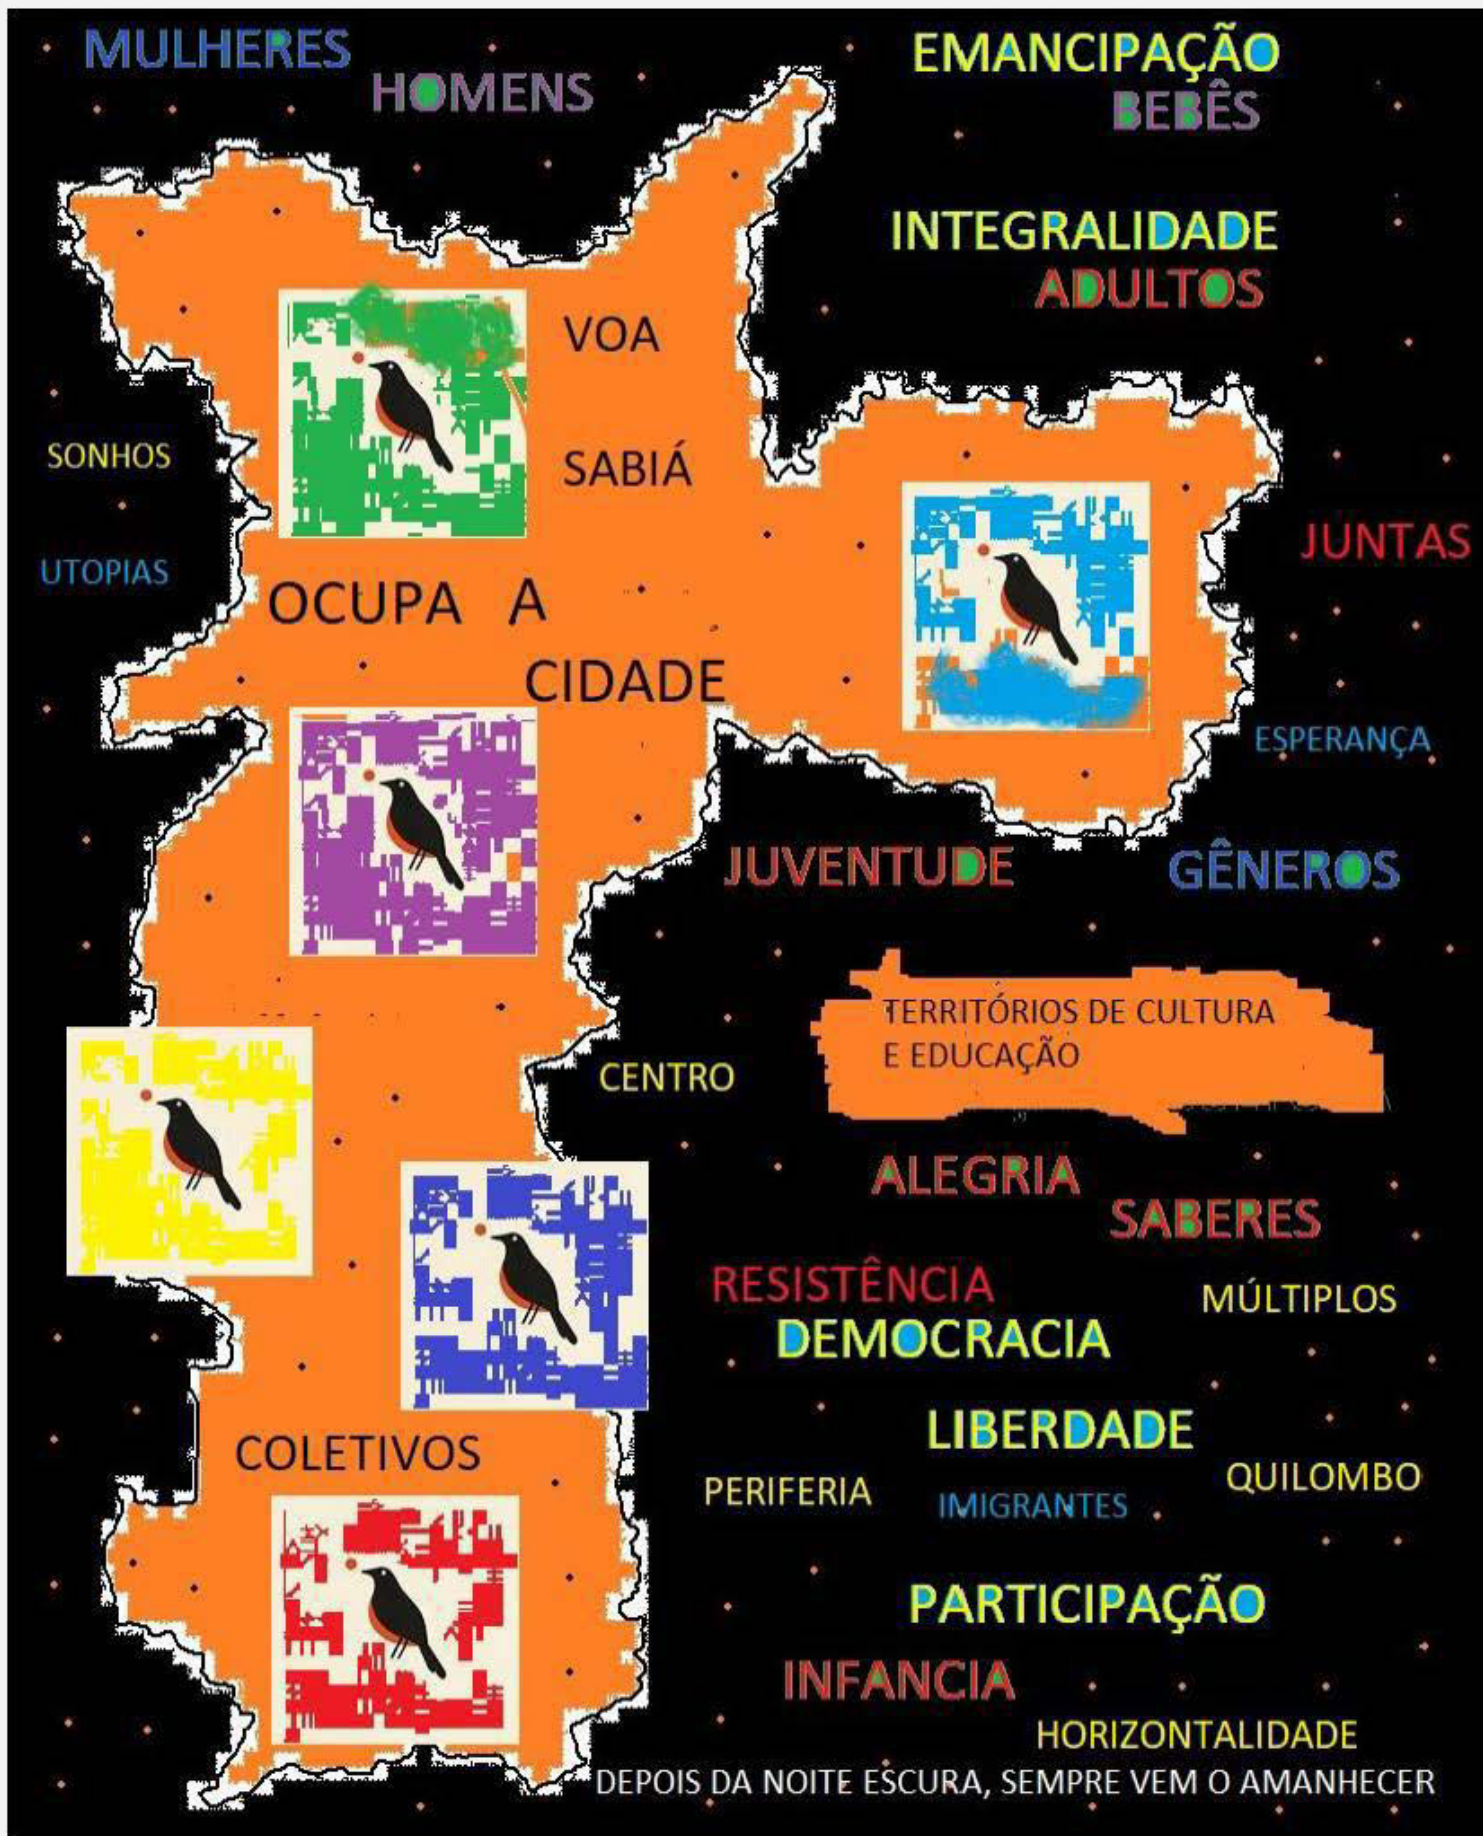 MULHERES
HOMENS
EMANCIPAÇÃO
BEBÊS
INTEGRALIDADE
ADULTOS
VOA
SABIÁ
SONHOS
UTOPIAS
OCUPA A
CIDADE
JUNTAS
ESPERANÇA
JUVENTUDE
GÊNEROS
TERRITÓRIOS DE CULTURA
E EDUCAÇÃO
CENTRO
ALEGRIA
SABERES
RESISTÊNCIA
MÚLTIPLOS
DEMOCRACIA
LIBERDADE
COLETIVOS
PERIFERIA
IMIGRANTES
QUILOMBO
PARTICIPAÇÃO
INFANCIA
HORIZONTALIDADE
DEPOIS DA NOITE ESCURA, SEMPRE VEM O AMANHECER